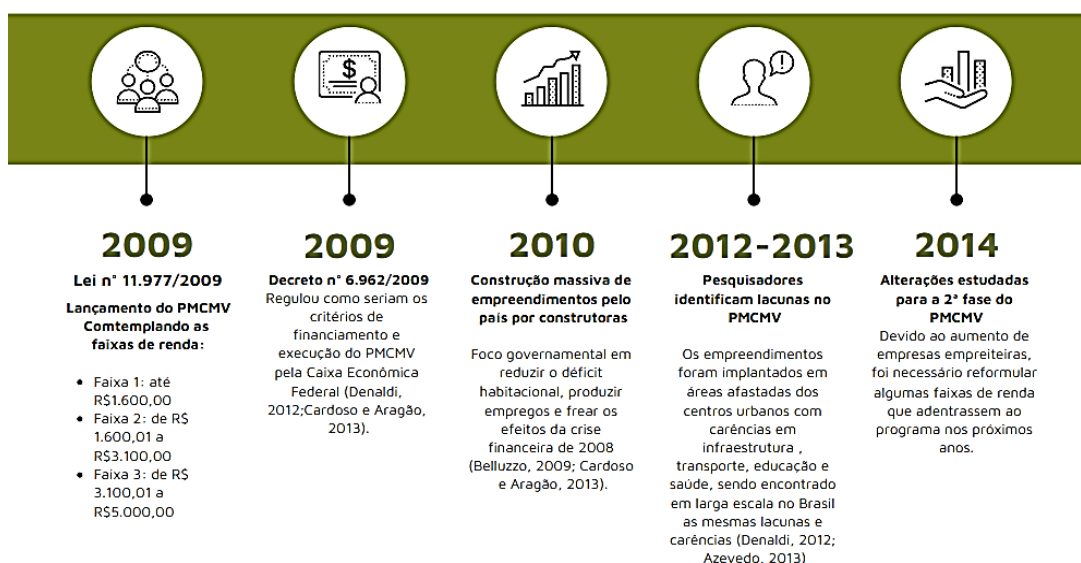 $
!
2009
Lei n° 11.977/2009
Lançamento do PMCMV
Comtemplando as
faixas de renda:
• Faixa 1: até
R$1.600,00
• Faixa 2: de R$
1.600,01 a
R$3.100,00
• Faixa 3: de R$
3.100,01 a
R$5.000,00
2009
Decreto n° 6.962/2009
Regulou como seriam os
critérios de
financiamento e
execução do PMCMV
pela Caixa Econômica
Federal (Denaldi,
2012;Cardoso e Aragão,
2013).
2010
Construção massiva de
empreendimentos pelo
país por construtoras
Foco governamental em
reduzir o déficit
habitacional, produzir
empregos e frear os
efeitos da crise
financeira de 2008
(Belluzzo, 2009; Cardoso
e Aragão, 2013).
2012-2013
Pesquisadores
identificam lacunas no
PMCMV
Os empreendimentos
foram implantados em
áreas afastadas dos
centros urbanos com
carências em
infraestrutura ,
transporte, educação e
saúde, sendo encontrado
em larga escala no Brasil
as mesmas lacunas e
carências (Denaldi, 2012;
Azevedo, 2013)
2014
Alterações estudadas
para a 2ª fase do
PMCMV
Devido ao aumento de
empresas empreiteiras,
foi necessário reformular
algumas faixas de renda
que adentrassem ao
programa nos próximos
anos.